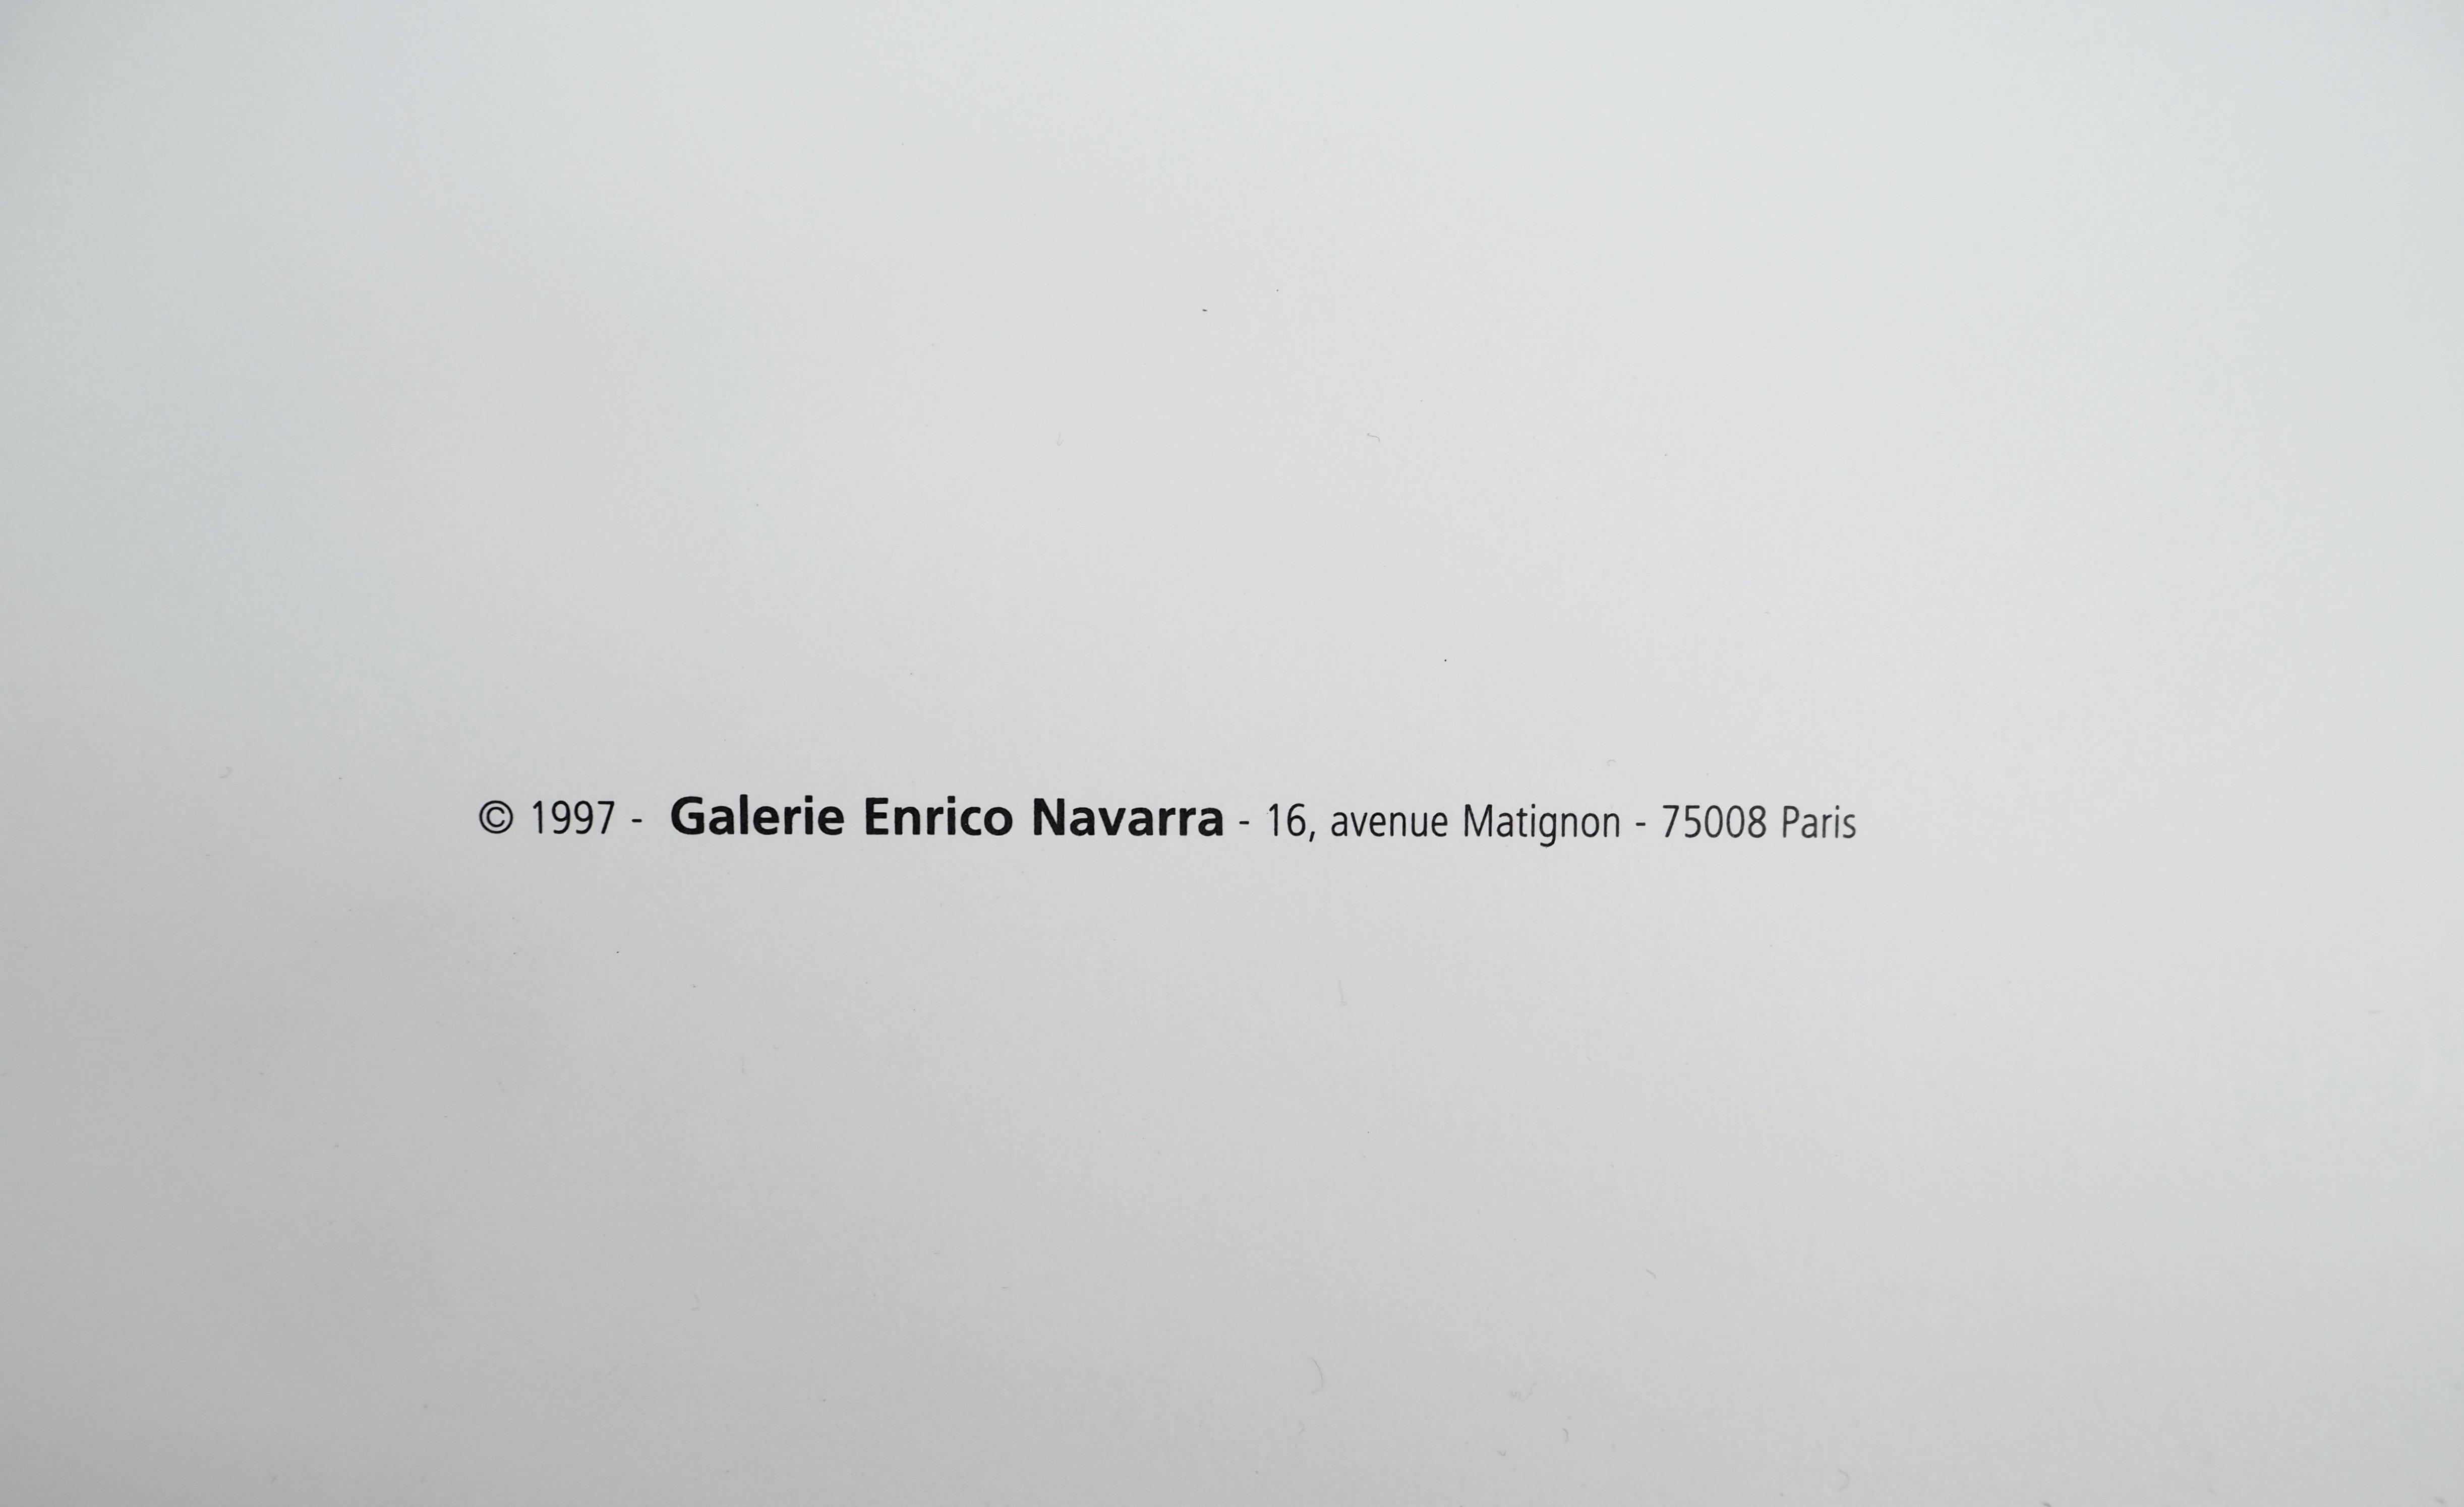 © 1997 - Galerie Enrico Navarra - 16, avenue Matignon - 75008 Paris